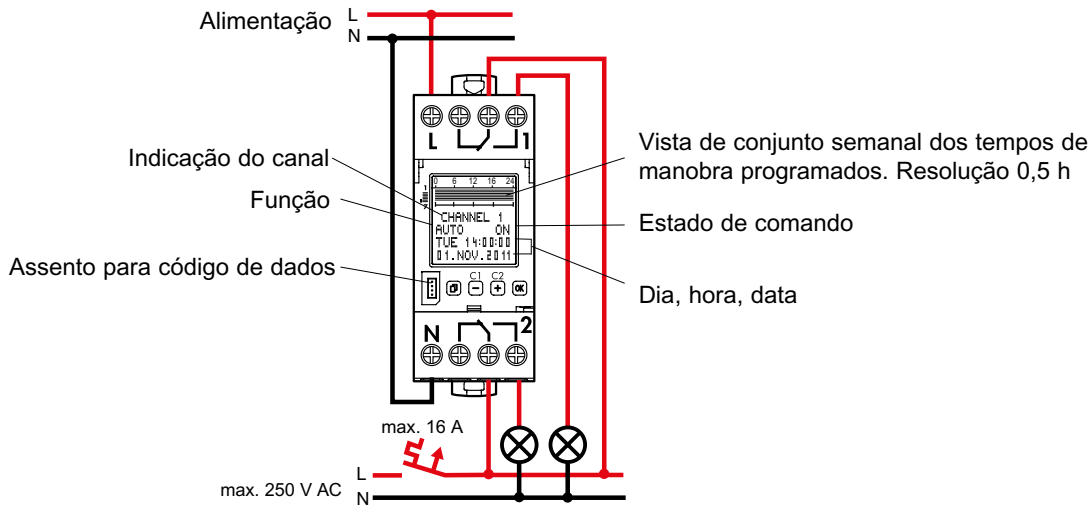 Alimentação
L
N
L
1
Indicação do canal
Função
Assento para código de dados
0 6 12 16 24
1
7
CHANNEL 1
AUTO ON
TUE 14:00:00
01.NOV.2011
C1 C2
- + OK
Vista de conjunto semanal dos tempos de
manobra programados. Resolução 0,5 h
Estado de comando
Dia, hora, data
N
2
max. 16 A
L
max. 250 V AC
N